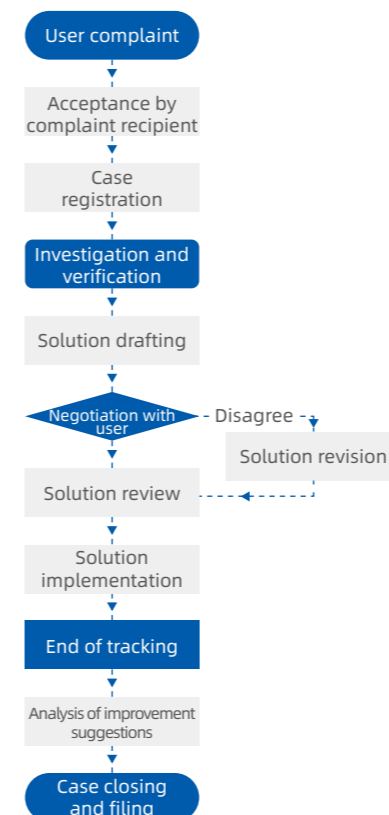 User complaint
Acceptance by
complaint recipient
Case
registration
Investigation and
verification
Solution drafting
Negotiation with
user
Disagree
Solution revision
Solution review
Solution
implementation
End of tracking
Analysis of improvement
suggestions
Case closing
and filing